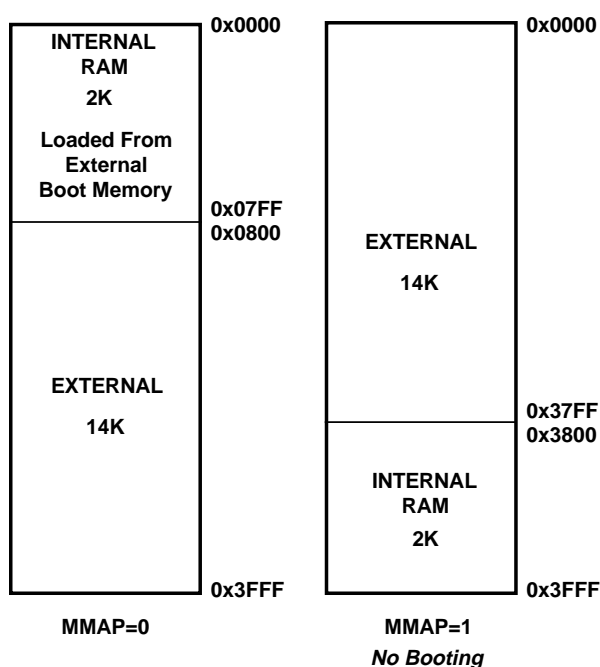 0x0000
INTERNAL
RAM
2K
Loaded From
External
Boot Memory
0x07FF
0x0800
EXTERNAL
14K
0x3FFF
MMAP=0
0x0000
EXTERNAL
14K
0x37FF
0x3800
INTERNAL
RAM
2K
0x3FFF
MMAP=1
No Booting